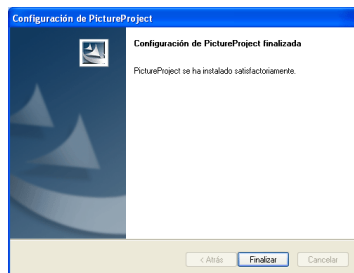 Configuración de PictureProject
Configuración de PictureProject finalizada
PictureProject se ha instalado satisfactoriamente.
< Atrás
Finalizar
Cancelar